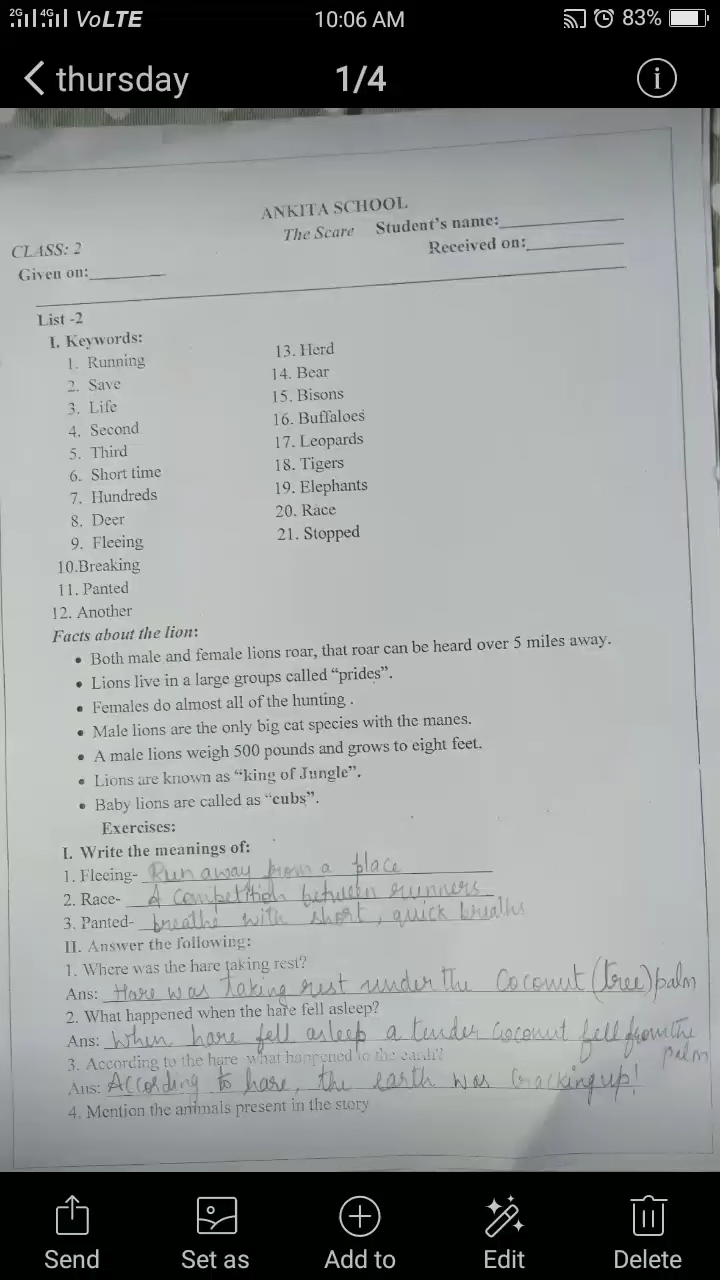 2G 4G VoLTE 10:06 AM 83%
thursday 1/4
ANKITA SCHOOL
CLASS: 2 The Scare Student's name:
Given on: Received on:
List -2
I. Keywords:
1. Running
2. Save
3. Life
4. Second
5. Third
6. Short time
7. Hundreds
8. Deer
9. Fleeing
10.Breaking
11. Panted
12. Another
13. Herd
14. Bear
15. Bisons
16. Buffaloes
17. Leopards
18. Tigers
19. Elephants
20. Race
21. Stopped
Facts about the lion:
• Both male and female lions roar, that roar can be heard over 5 miles away.
• Lions live in a large groups called "prides".
• Females do almost all of the hunting .
• Male lions are the only big cat species with the manes.
• A male lions weigh 500 pounds and grows to eight feet.
• Lions are known as "king of Jungle".
• Baby lions are called as "cubs".
Exercises:
I. Write the meanings of:
1. Fleeing- Run away from a place
2. Race- A Competition between runners
3. Panted- breathe with short, quick breaths
II. Answer the following:
1. Where was the hare taking rest?
Ans: Hare was taking rest under the Coconut (tree) palm
2. What happened when the hare fell asleep?
Ans: When hare fell asleep a tender coconut fell from the palm
3. According to the hare what happened to the earth?
Ans: According to hare, the earth was cracking up!
4. Mention the animals present in the story
Send Set as Add to Edit Delete